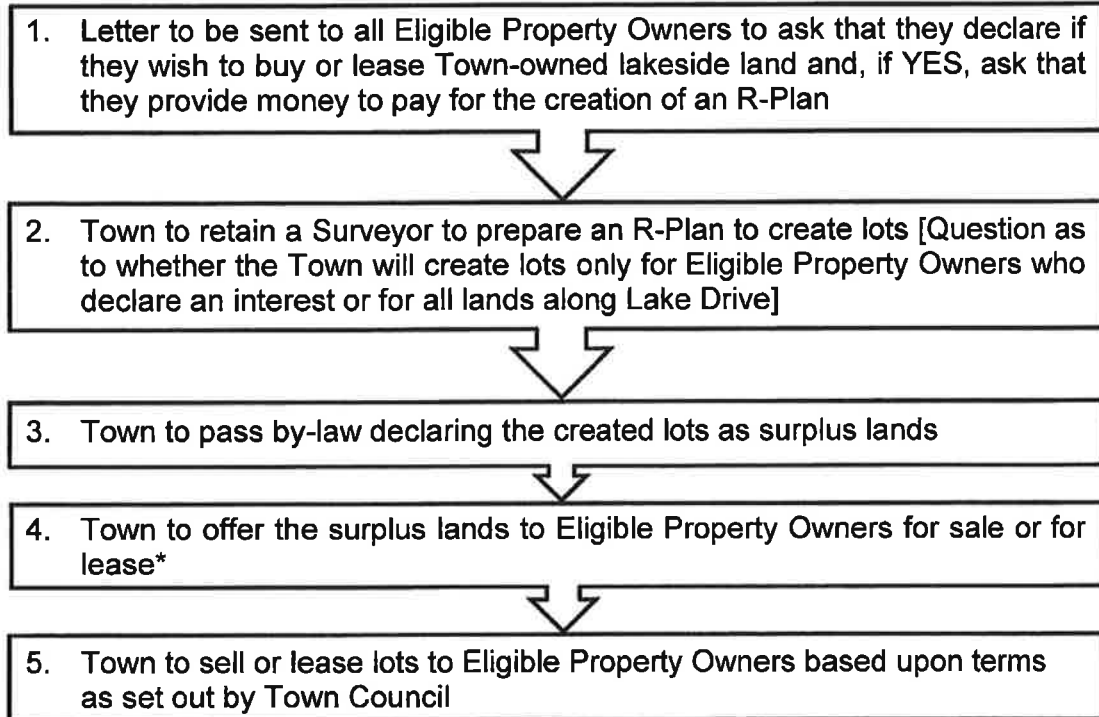 1. Letter to be sent to all Eligible Property Owners to ask that they declare if
they wish to buy or lease Town-owned lakeside land and, if YES, ask that
they provide money to pay for the creation of an R-Plan
2. Town to retain a Surveyor to prepare an R-Plan to create lots [Question as
to whether the Town will create lots only for Eligible Property Owners who
declare an interest or for all lands along Lake Drive]
3. Town to pass by-law declaring the created lots as surplus lands
4. Town to offer the surplus lands to Eligible Property Owners for sale or for
lease*
5. Town to sell or lease lots to Eligible Property Owners based upon terms
as set out by Town Council